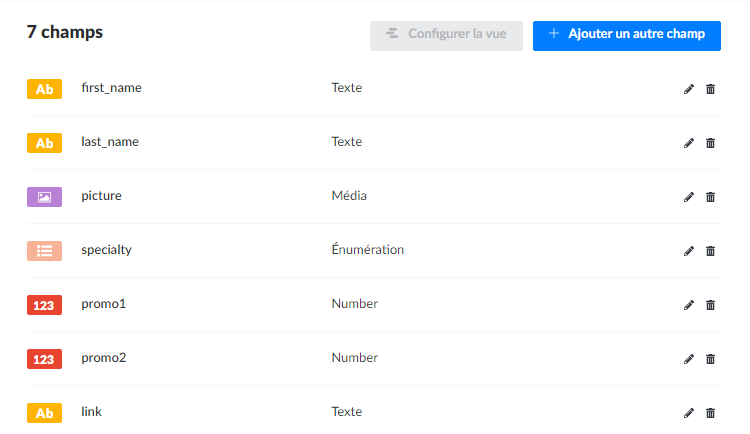 7 champs
Configurer la vue
Ajouter un autre champ
Ab first_name Texte
Ab last_name Texte
picture Média
specialty Énumération
123 promo1 Number
123 promo2 Number
Ab link Texte